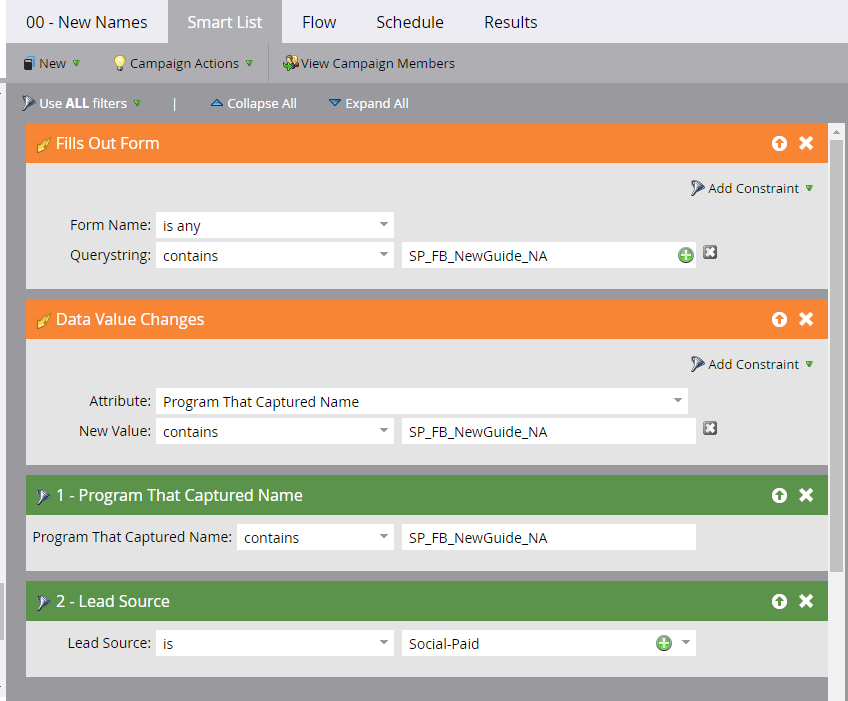 00 - New Names Smart List Flow Schedule Results
New Campaign Actions View Campaign Members
Use ALL filters | Collapse All Expand All
Fills Out Form
Add Constraint
Form Name: is any
Querystring: contains SP_FB_NewGuide_NA
Data Value Changes
Add Constraint
Attribute: Program That Captured Name
New Value: contains SP_FB_NewGuide_NA
1 - Program That Captured Name
Program That Captured Name: contains SP_FB_NewGuide_NA
2 - Lead Source
Lead Source: is Social-Paid